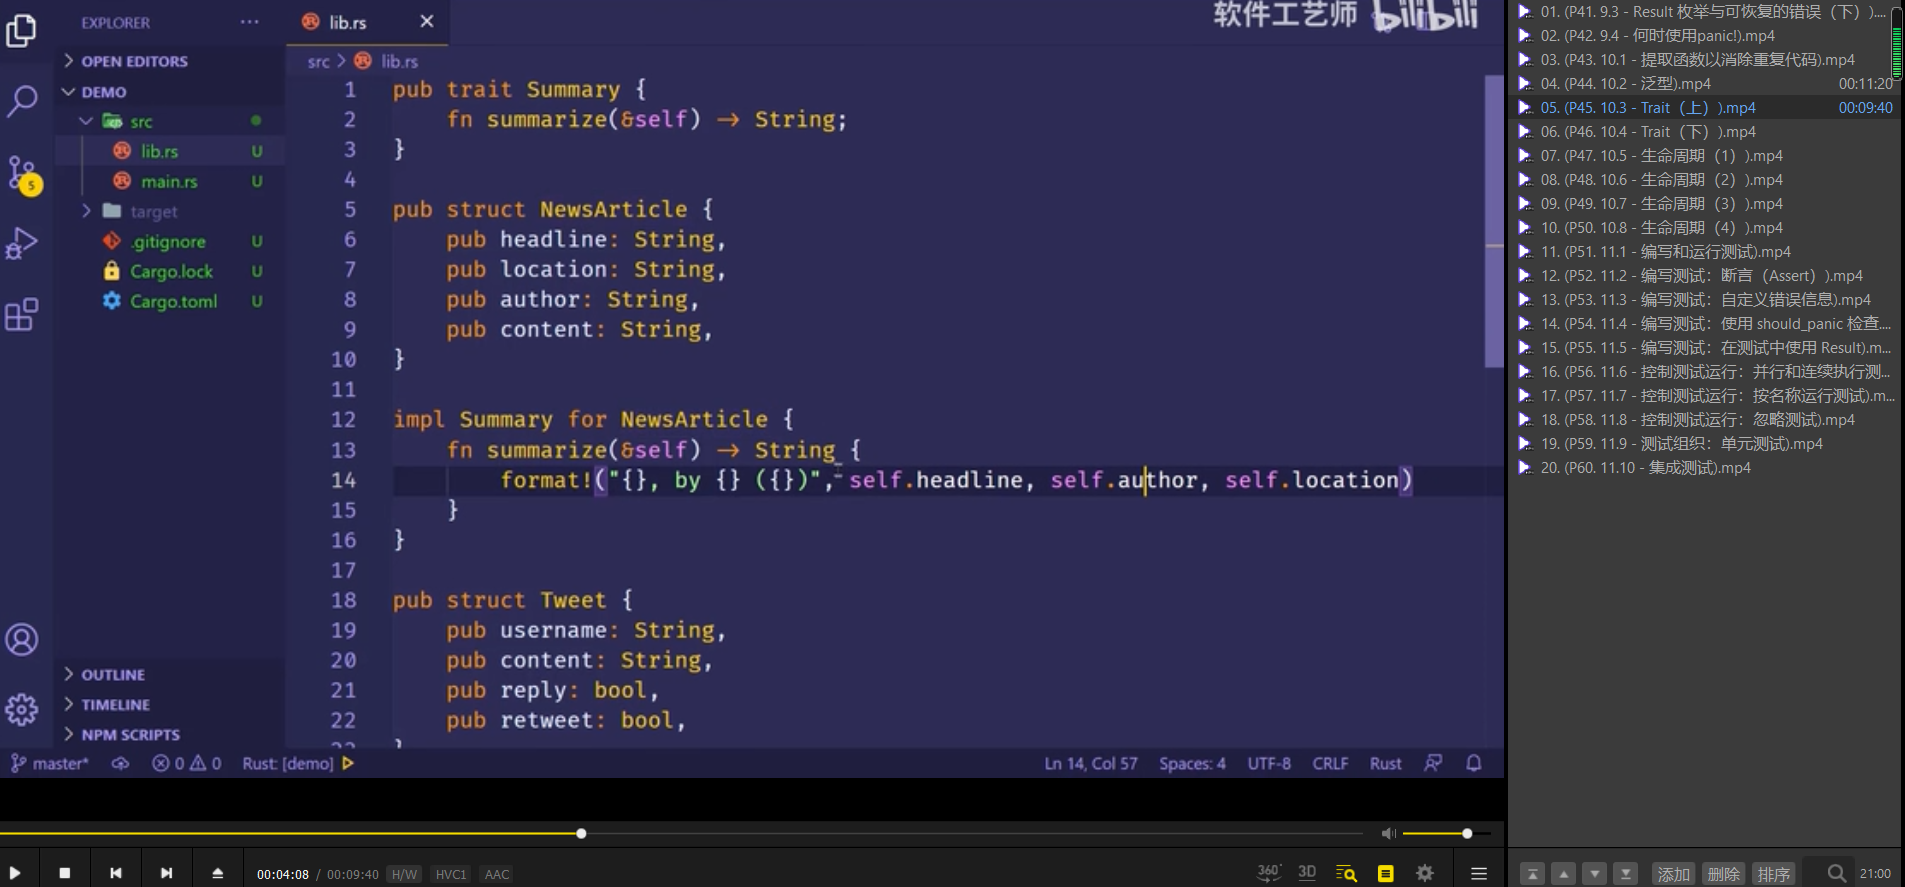 EXPLORER ···
lib.rs
软件工艺师 bilibili
OPEN EDITORS
DEMO
src
lib.rs U
main.rs U
target
.gitignore U
Cargo.lock U
Cargo.toml U
OUTLINE
TIMELINE
NPM SCRIPTS
src > lib.rs
1 pub trait Summary {
2 fn summarize(&self) -> String;
3 }
4
5 pub struct NewsArticle {
6 pub headline: String,
7 pub location: String,
8 pub author: String,
9 pub content: String,
10 }
11
12 impl Summary for NewsArticle {
13 fn summarize(&self) -> String {
14 format!("{}, by {} ({})", self.headline, self.author, self.location)
15 }
16 }
17
18 pub struct Tweet {
19 pub username: String,
20 pub content: String,
21 pub reply: bool,
22 pub retweet: bool,
5
master* 0 0 Rust: [demo] Ln 14, Col 57 Spaces: 4 UTF-8 CRLF Rust
00:04:08 / 00:09:40 H/W HVC1 AAC 360° 3D
01. (P41. 9.3 - Result 枚举与可恢复的错误（下）)....
02. (P42. 9.4 - 何时使用panic!).mp4
03. (P43. 10.1 - 提取函数以消除重复代码).mp4
04. (P44. 10.2 - 泛型).mp4 00:11:20
05. (P45. 10.3 - Trait（上）).mp4 00:09:40
06. (P46. 10.4 - Trait（下）).mp4
07. (P47. 10.5 - 生命周期（1）).mp4
08. (P48. 10.6 - 生命周期（2）).mp4
09. (P49. 10.7 - 生命周期（3）).mp4
10. (P50. 10.8 - 生命周期（4）).mp4
11. (P51. 11.1 - 编写和运行测试).mp4
12. (P52. 11.2 - 编写测试：断言（Assert）).mp4
13. (P53. 11.3 - 编写测试：自定义错误信息).mp4
14. (P54. 11.4 - 编写测试：使用 should_panic 检查....
15. (P55. 11.5 - 编写测试：在测试中使用 Result).m...
16. (P56. 11.6 - 控制测试运行：并行和连续执行测...
17. (P57. 11.7 - 控制测试运行：按名称运行测试).m...
18. (P58. 11.8 - 控制测试运行：忽略测试).mp4
19. (P59. 11.9 - 测试组织：单元测试).mp4
20. (P60. 11.10 - 集成测试).mp4
添加 删除 排序 21:00